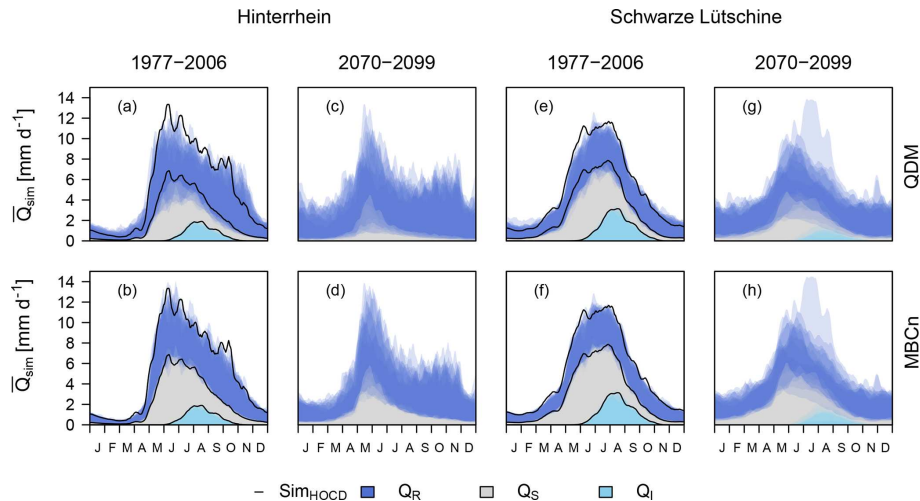 Hinterrhein Schwarze Lütschine
1977−2006 2070−2099 1977−2006 2070−2099
Q̅sim [mm d⁻¹]
14
12
10
8
6
4
2
0
(a) (c) (e) (g)
QDM
Q̅sim [mm d⁻¹]
14
12
10
8
6
4
2
0
(b) (d) (f) (h)
MBCn
J F M A M J J A S O N D J F M A M J J A S O N D J F M A M J J A S O N D J F M A M J J A S O N D
− SimHOCD QR QS QI